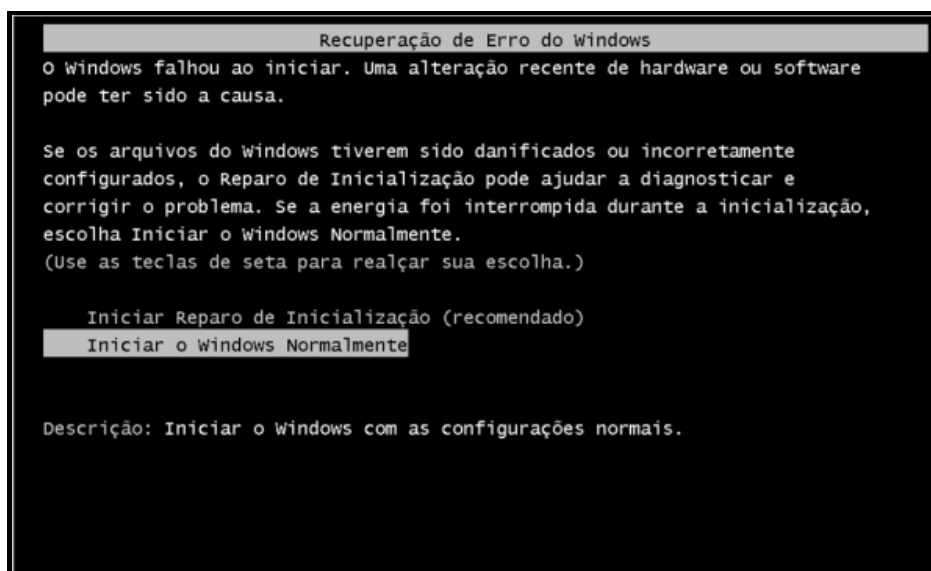 Recuperação de Erro do Windows
O Windows falhou ao iniciar. Uma alteração recente de hardware ou software
pode ter sido a causa.
Se os arquivos do Windows tiverem sido danificados ou incorretamente
configurados, o Reparo de Inicialização pode ajudar a diagnosticar e
corrigir o problema. Se a energia foi interrompida durante a inicialização,
escolha Iniciar o Windows Normalmente.
(Use as teclas de seta para realçar sua escolha.)
Iniciar Reparo de Inicialização (recomendado)
Iniciar o Windows Normalmente
Descrição: Iniciar o Windows com as configurações normais.